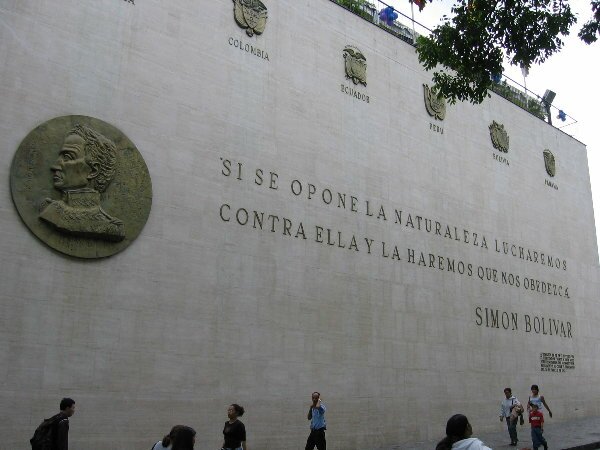 COLOMBIA
ECUADOR
PERU
BOLIVIA
PANAMA
"SI SE OPONE LA NATURALEZA LUCHAREMOS
CONTRA ELLA Y LA HAREMOS QUE NOS OBEDEZCA
SIMON BOLIVAR